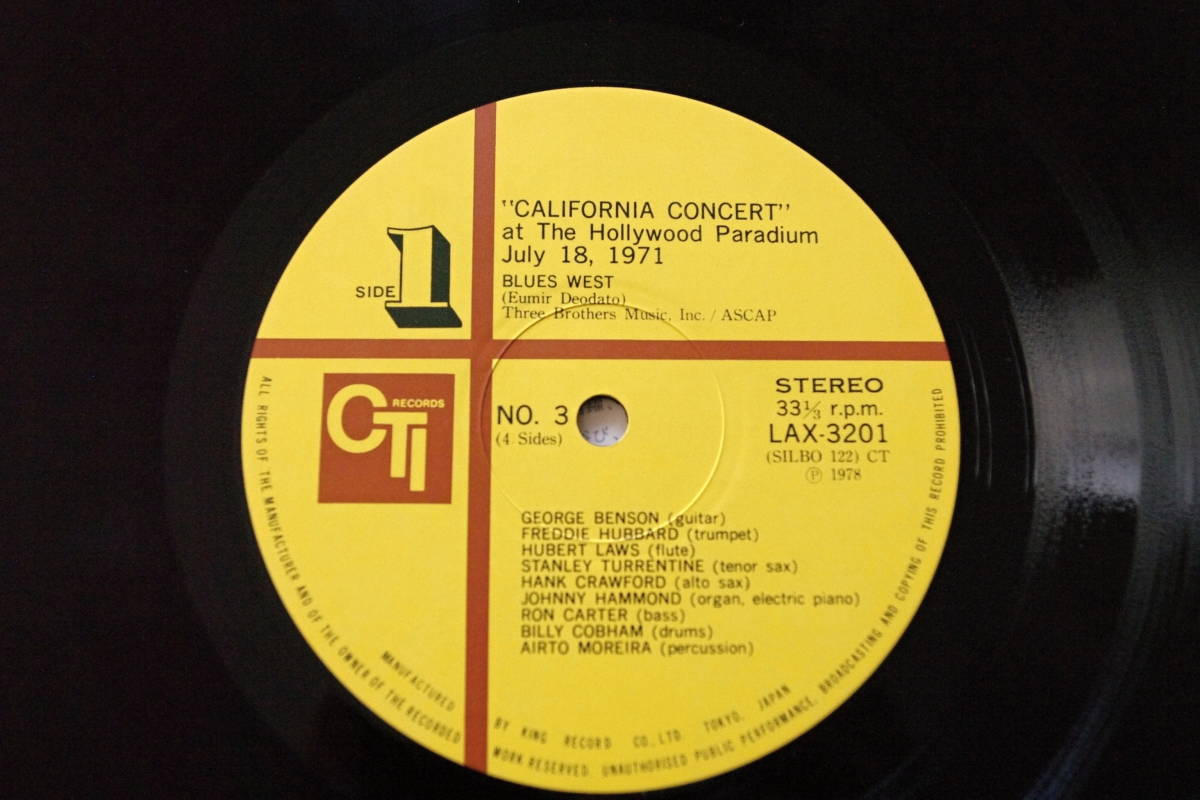 "CALIFORNIA CONCERT"
at The Hollywood Paradium
July 18, 1971
BLUES WEST
(Eumir Deodato)
Three Brothers Music, Inc. / ASCAP
SIDE 1
CTI RECORDS
NO. 3
(4 Sides)
STEREO
33⅓ r.p.m.
LAX-3201
(SILBO 122) CT
Ⓟ 1978
GEORGE BENSON (guitar)
FREDDIE HUBBARD (trumpet)
HUBERT LAWS (flute)
STANLEY TURRENTINE (tenor sax)
HANK CRAWFORD (alto sax)
JOHNNY HAMMOND (organ, electric piano)
RON CARTER (bass)
BILLY COBHAM (drums)
AIRTO MOREIRA (percussion)
MANUFACTURED BY KING RECORD CO., LTD. TOKYO, JAPAN
ALL RIGHTS OF THE MANUFACTURER AND OF THE OWNER OF THE RECORDED WORK RESERVED. UNAUTHORISED PUBLIC PERFORMANCE, BROADCASTING AND COPYING OF THIS RECORD PROHIBITED